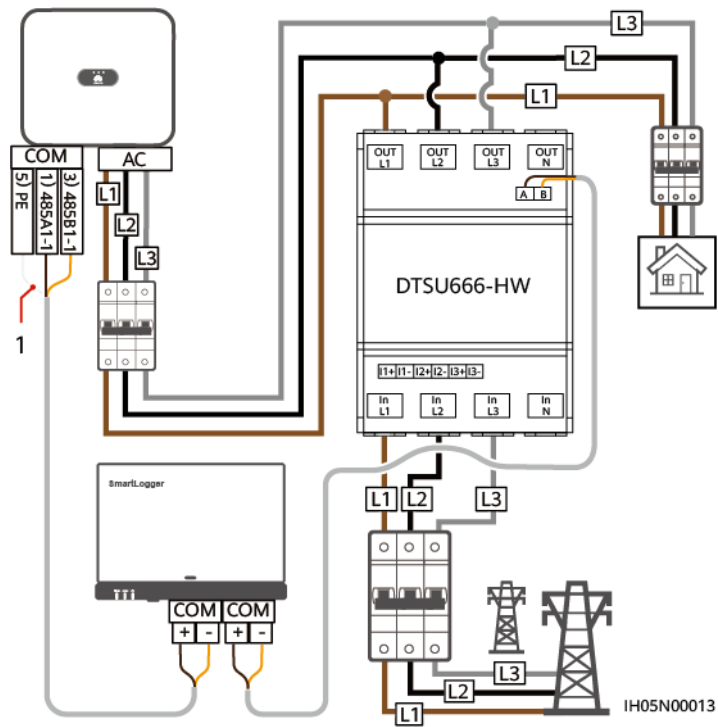 L3
L2
L1
COM
AC
5) PE
1) 485A1-1
3) 485B1-1
L1
L2
L3
1
OUT
L1
OUT
L2
OUT
L3
OUT
N
A B
DTSU666-HW
I1+ I1- I2+ I2- I3+ I3-
In
L1
In
L2
In
L3
In
N
L1 L2 L3
SmartLogger
COM COM
+ - + -
L3
L2
L1
IH05N00013